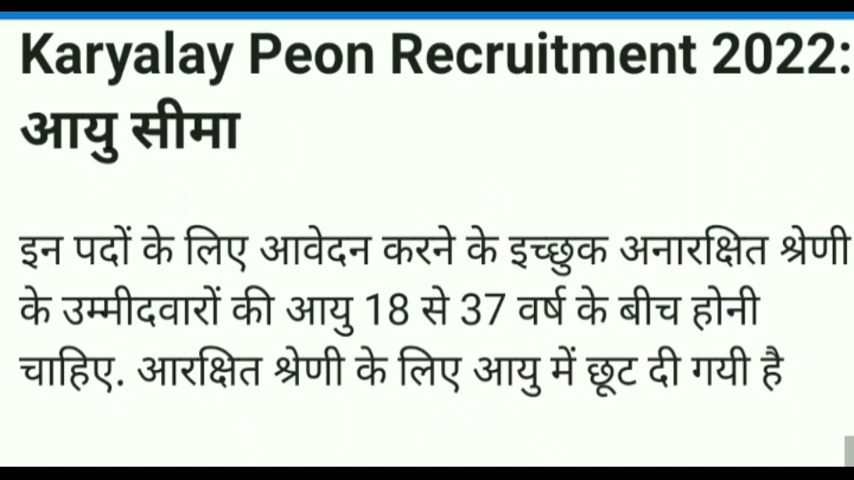 Karyalay Peon Recruitment 2022:
आयु सीमा
इन पदों के लिए आवेदन करने के इच्छुक अनारक्षित श्रेणी
के उम्मीदवारों की आयु 18 से 37 वर्ष के बीच होनी
चाहिए. आरक्षित श्रेणी के लिए आयु में छूट दी गयी है